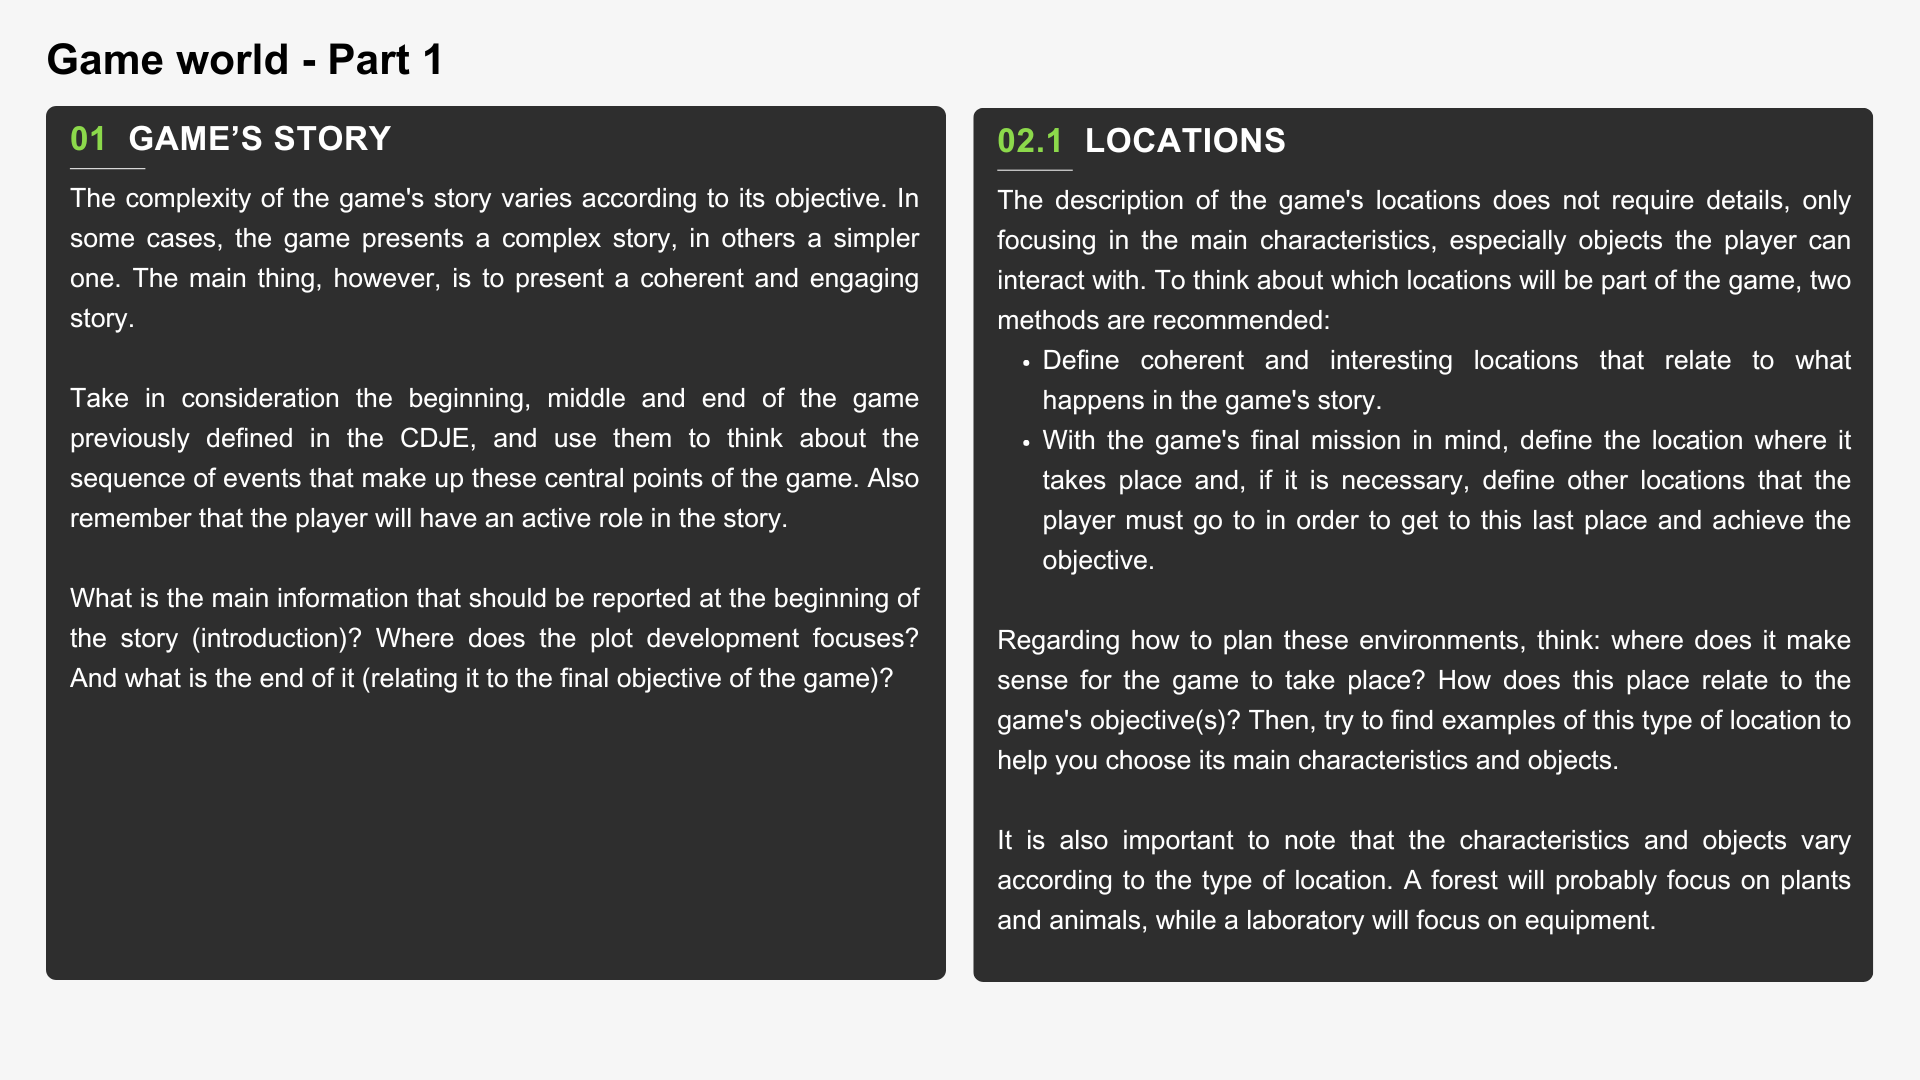 Game world - Part 1
01 GAME’S STORY
The complexity of the game's story varies according to its objective. In
some cases, the game presents a complex story, in others a simpler
one. The main thing, however, is to present a coherent and engaging
story.
Take in consideration the beginning, middle and end of the game
previously defined in the CDJE, and use them to think about the
sequence of events that make up these central points of the game. Also
remember that the player will have an active role in the story.
What is the main information that should be reported at the beginning of
the story (introduction)? Where does the plot development focuses?
And what is the end of it (relating it to the final objective of the game)?
02.1 LOCATIONS
The description of the game's locations does not require details, only
focusing in the main characteristics, especially objects the player can
interact with. To think about which locations will be part of the game, two
methods are recommended:
• Define coherent and interesting locations that relate to what
happens in the game's story.
• With the game's final mission in mind, define the location where it
takes place and, if it is necessary, define other locations that the
player must go to in order to get to this last place and achieve the
objective.
Regarding how to plan these environments, think: where does it make
sense for the game to take place? How does this place relate to the
game's objective(s)? Then, try to find examples of this type of location to
help you choose its main characteristics and objects.
It is also important to note that the characteristics and objects vary
according to the type of location. A forest will probably focus on plants
and animals, while a laboratory will focus on equipment.